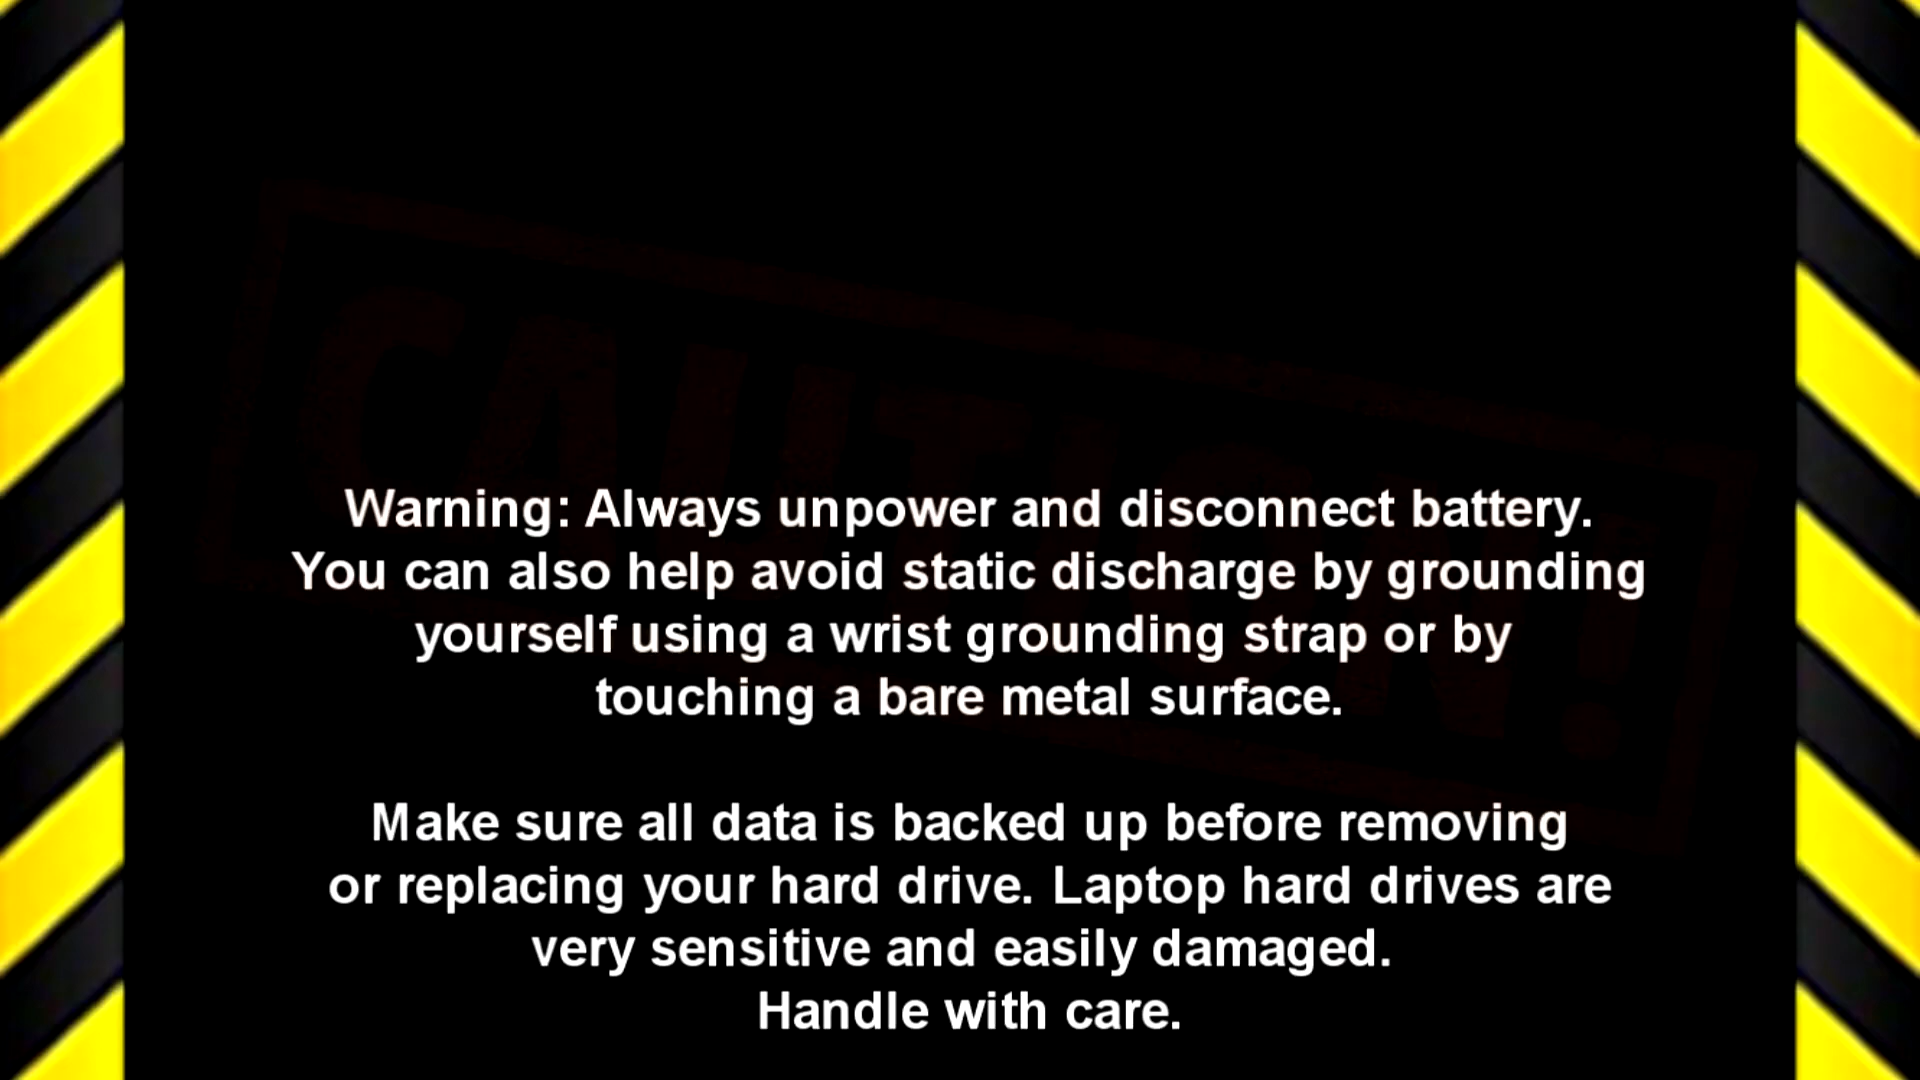 CAUTION!
Warning: Always unpower and disconnect battery.
You can also help avoid static discharge by grounding
yourself using a wrist grounding strap or by
touching a bare metal surface.
Make sure all data is backed up before removing
or replacing your hard drive. Laptop hard drives are
very sensitive and easily damaged.
Handle with care.